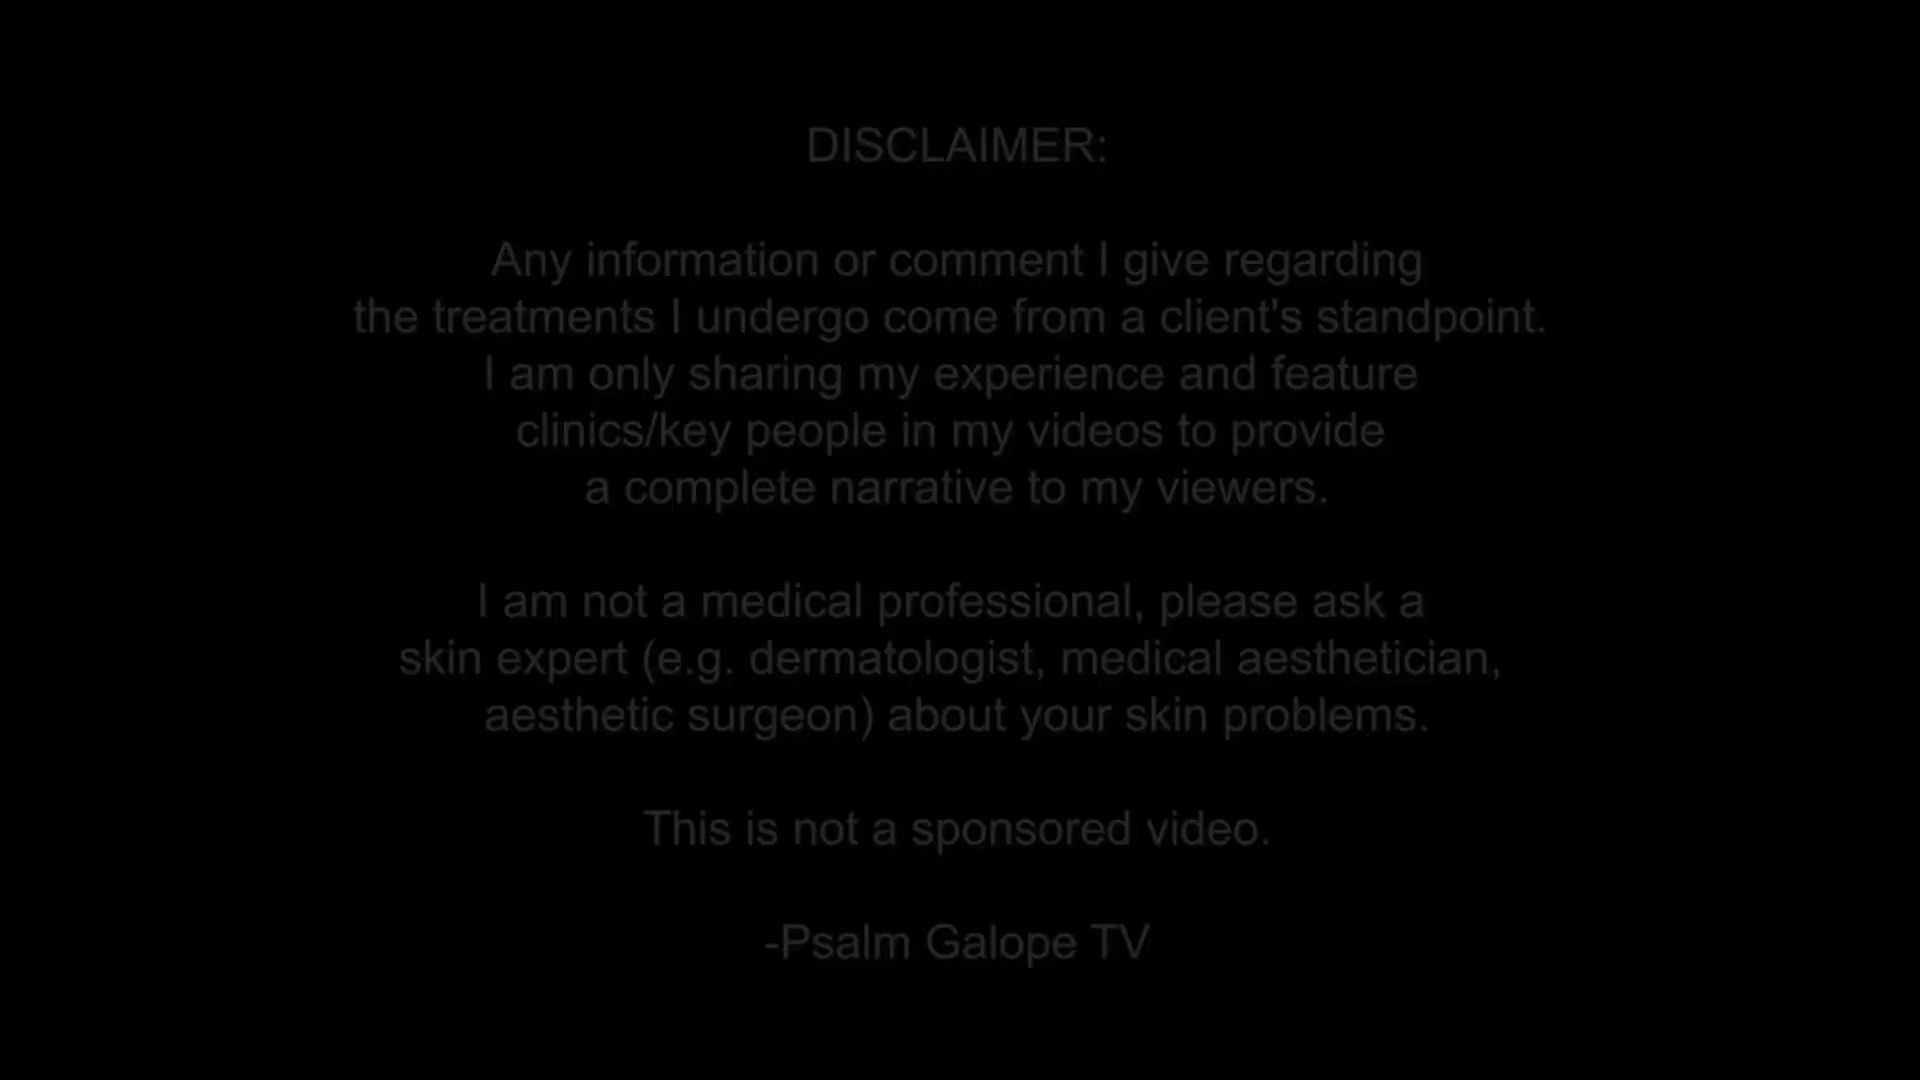 DISCLAIMER:
Any information or comment I give regarding
the treatments I undergo come from a client's standpoint.
I am only sharing my experience and feature
clinics/key people in my videos to provide
a complete narrative to my viewers.
I am not a medical professional, please ask a
skin expert (e.g. dermatologist, medical aesthetician,
aesthetic surgeon) about your skin problems.
This is not a sponsored video.
-Psalm Galope TV